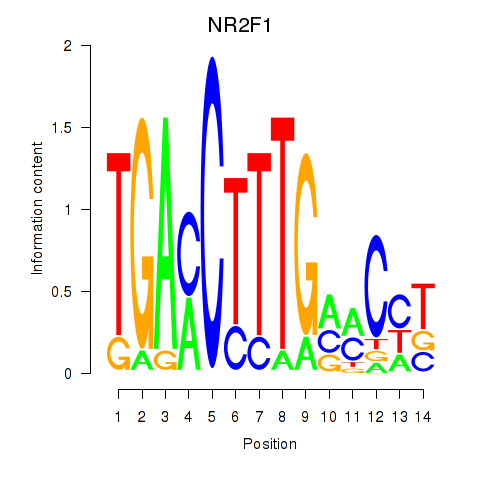 NR2F1
Information content
2
1.5
1
0.5
0
T G A C C T T T G A A C C T
G A G A C C A A C C T T G
G T G A C
G A
1 2 3 4 5 6 7 8 9 10 11 12 13 14
Position